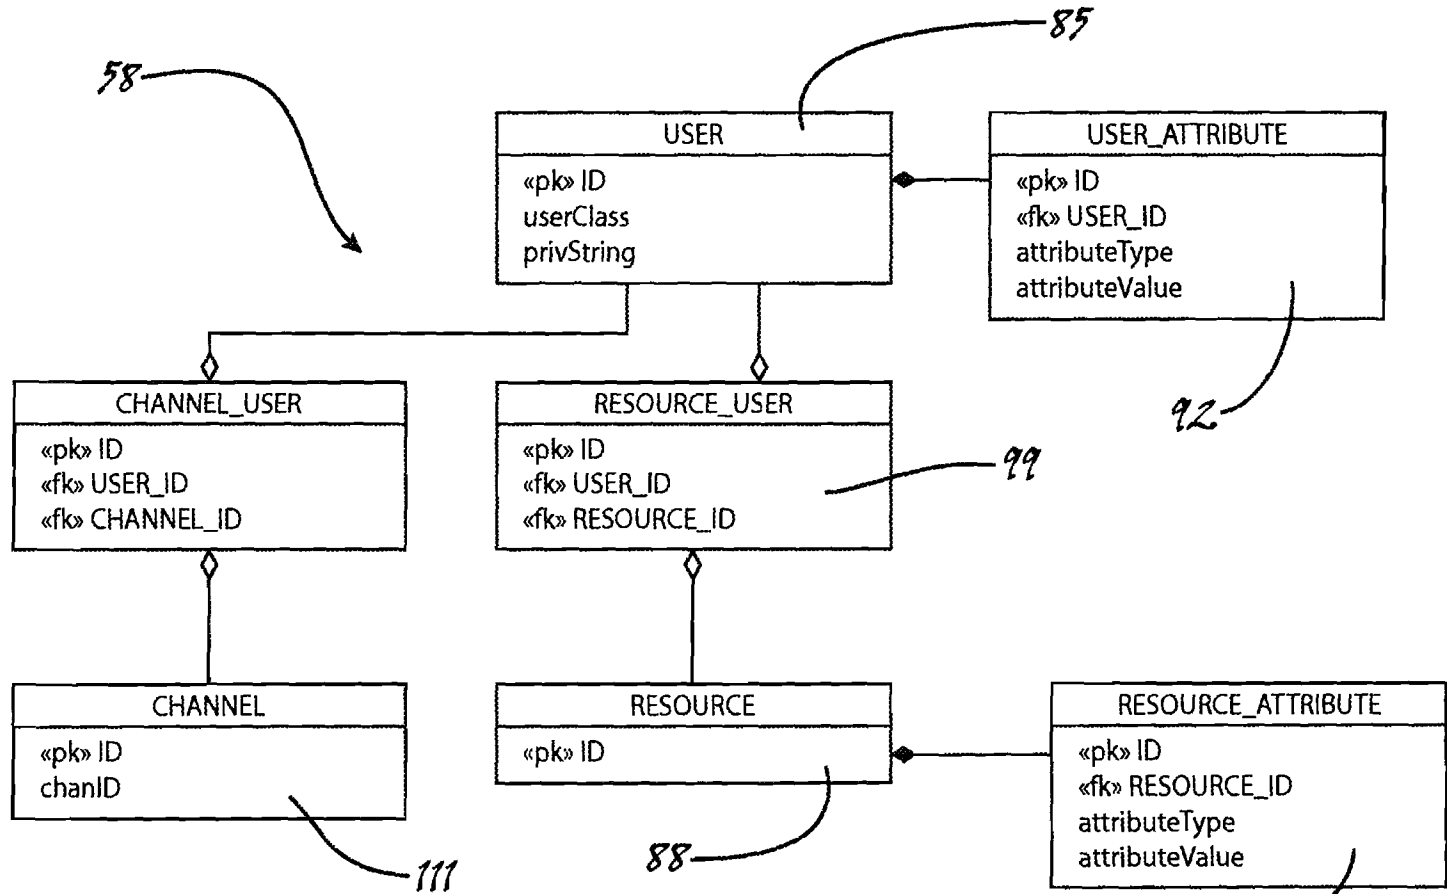 85
58
USER
«pk» ID
userClass
privString
USER_ATTRIBUTE
«pk» ID
«fk» USER_ID
attributeType
attributeValue
92
CHANNEL_USER
«pk» ID
«fk» USER_ID
«fk» CHANNEL_ID
RESOURCE_USER
«pk» ID
«fk» USER_ID
«fk» RESOURCE_ID
99
CHANNEL
«pk» ID
chanID
111
RESOURCE
«pk» ID
88
RESOURCE_ATTRIBUTE
«pk» ID
«fk» RESOURCE_ID
attributeType
attributeValue